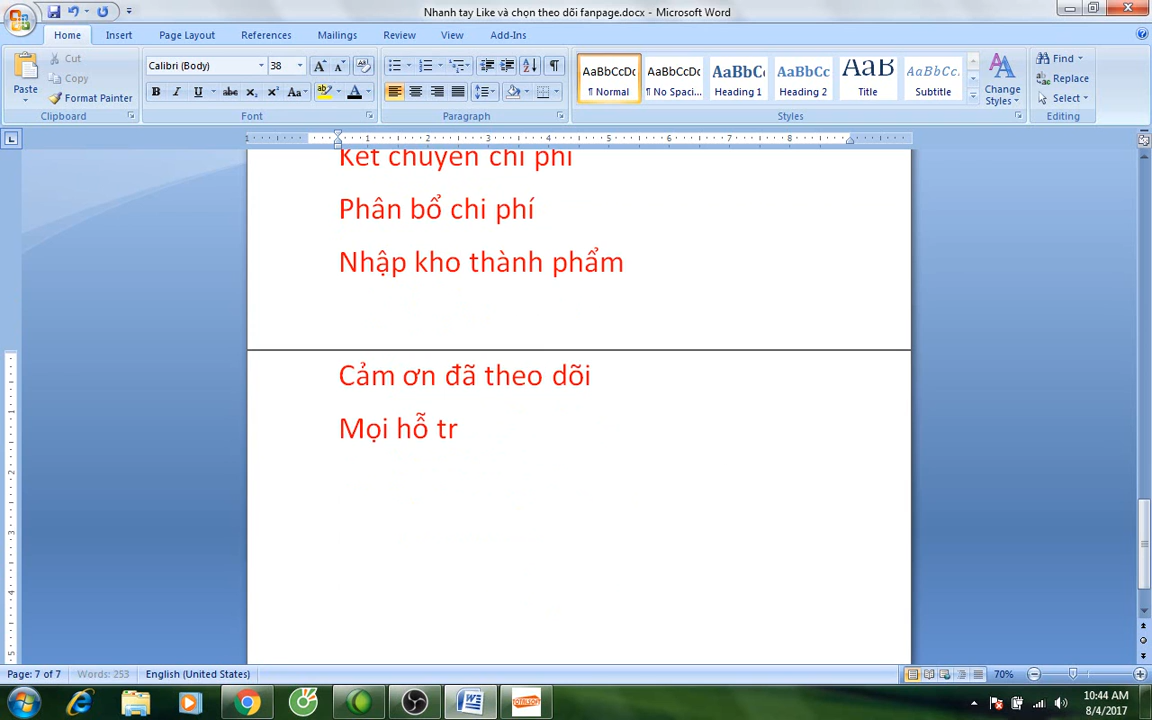 Nhanh tay Like và chọn theo dõi fanpage.docx - Microsoft Word
Home Insert Page Layout References Mailings Review View Add-Ins
Paste
Cut
Copy
Format Painter
Clipboard
Calibri (Body) 38
Font
Paragraph
AaBbCcDc AaBbCcDc AaBbCc AaBbCc AaB AaBbCc.
¶ Normal ¶ No Spaci... Heading 1 Heading 2 Title Subtitle
Change Styles
Styles
Find
Replace
Select
Editing
Kết chuyển chi phí
Phân bổ chi phí
Nhập kho thành phẩm
Cảm ơn đã theo dõi
Mọi hỗ tr
Page: 7 of 7 Words: 253 English (United States) 70%
10:44 AM
8/4/2017